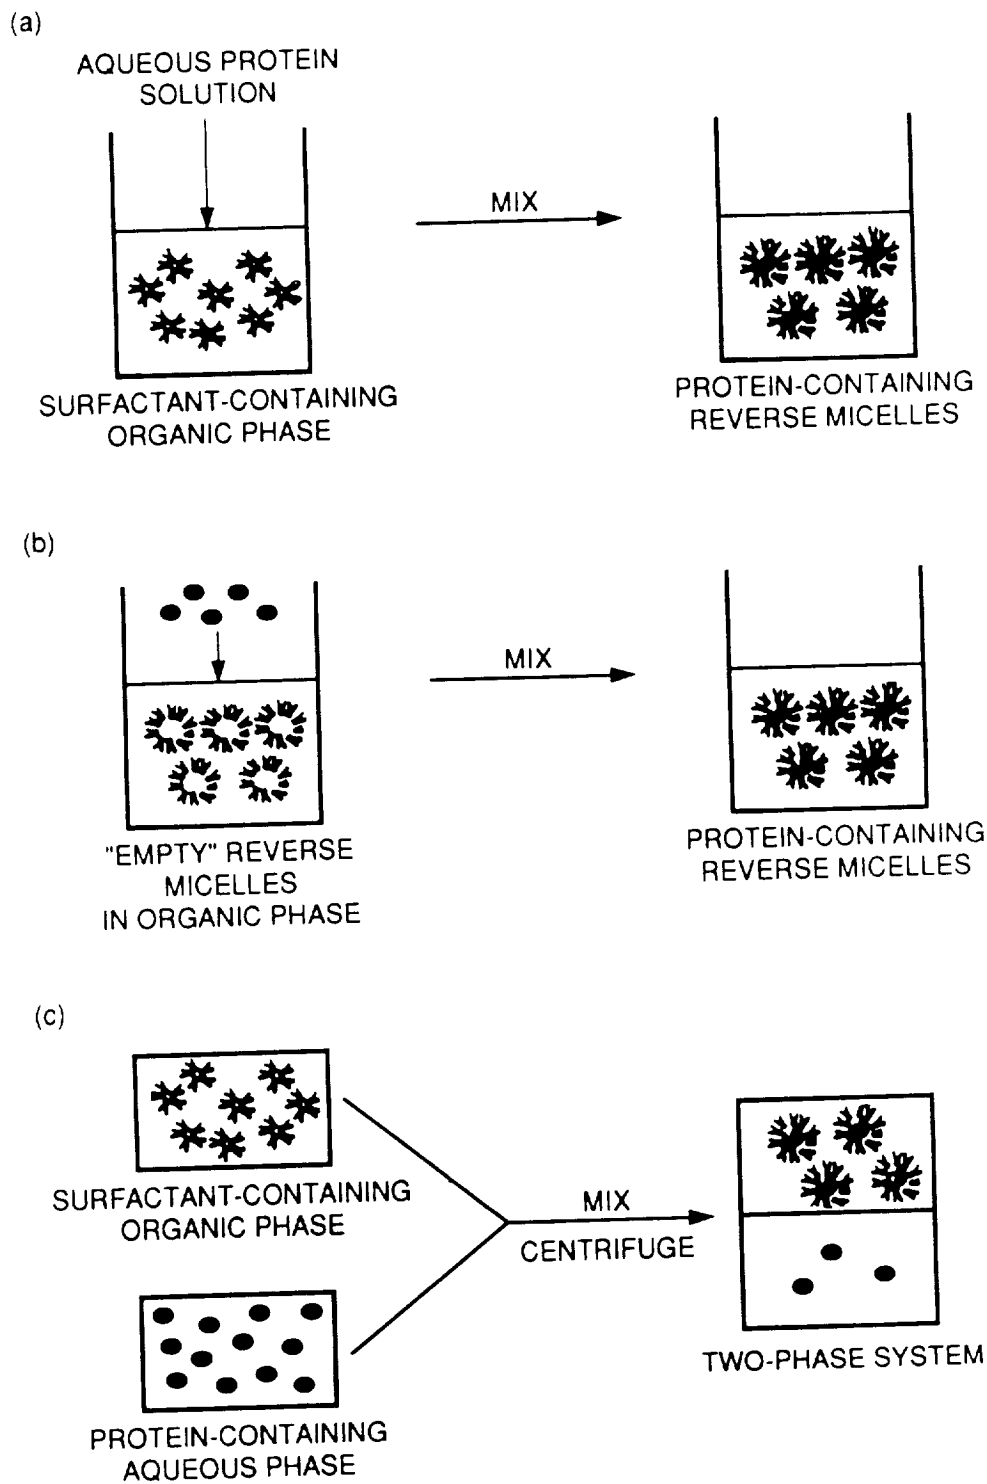 (a)
AQUEOUS PROTEIN
SOLUTION
MIX
SURFACTANT-CONTAINING
ORGANIC PHASE
PROTEIN-CONTAINING
REVERSE MICELLES
(b)
MIX
"EMPTY" REVERSE
MICELLES
IN ORGANIC PHASE
PROTEIN-CONTAINING
REVERSE MICELLES
(c)
SURFACTANT-CONTAINING
ORGANIC PHASE
MIX
CENTRIFUGE
TWO-PHASE SYSTEM
PROTEIN-CONTAINING
AQUEOUS PHASE